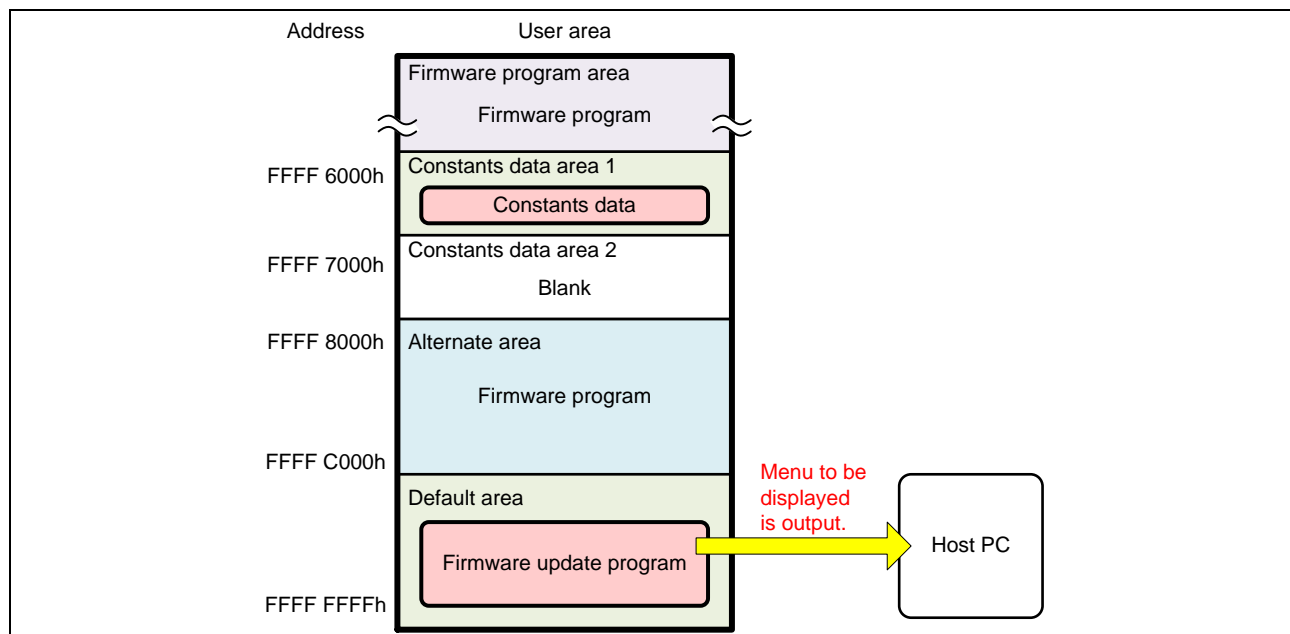 Address
User area
Firmware program area
Firmware program
FFFF 6000h
Constants data area 1
Constants data
FFFF 7000h
Constants data area 2
Blank
FFFF 8000h
Alternate area
Firmware program
FFFF C000h
Default area
Firmware update program
FFFF FFFFh
Menu to be
displayed
is output.
Host PC